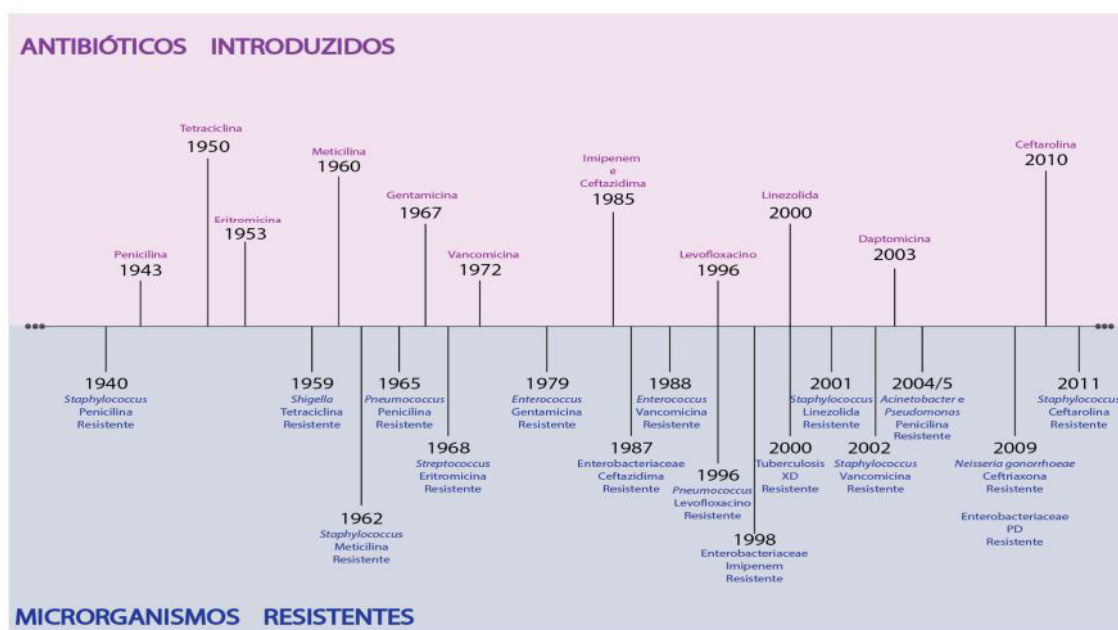 ANTIBIÓTICOS INTRODUZIDOS
Tetraciclina
1950
Meticilina
1960
Imipenem
e
Ceftazidima
1985
Ceftarolina
2010
Gentamicina
1967
Linezolida
2000
Eritromicina
1953
Daptomicina
2003
Penicilina
1943
Vancomicina
1972
Levofloxacino
1996
1940
Staphylococcus
Penicilina
Resistente
1959
Shigella
Tetraciclina
Resistente
1965
Pneumococcus
Penicilina
Resistente
1979
Enterococcus
Gentamicina
Resistente
1988
Enterococcus
Vancomicina
Resistente
2001
Staphylococcus
Linezolida
Resistente
2004/5
Acinetobacter e
Pseudomonas
Penicilina
Resistente
2011
Staphylococcus
Ceftarolina
Resistente
1968
Streptococcus
Eritromicina
Resistente
1987
Enterobacteriaceae
Ceftazidima
Resistente
2000
Tuberculosis
XD
Resistente
2002
Staphylococcus
Vancomicina
Resistente
2009
Neisseria gonorrhoeae
Ceftriaxona
Resistente
Enterobacteriaceae
PD
Resistente
1996
Pneumococcus
Levofloxacino
Resistente
1962
Staphylococcus
Meticilina
Resistente
1998
Enterobacteriaceae
Imipenem
Resistente
MICRORGANISMOS RESISTENTES